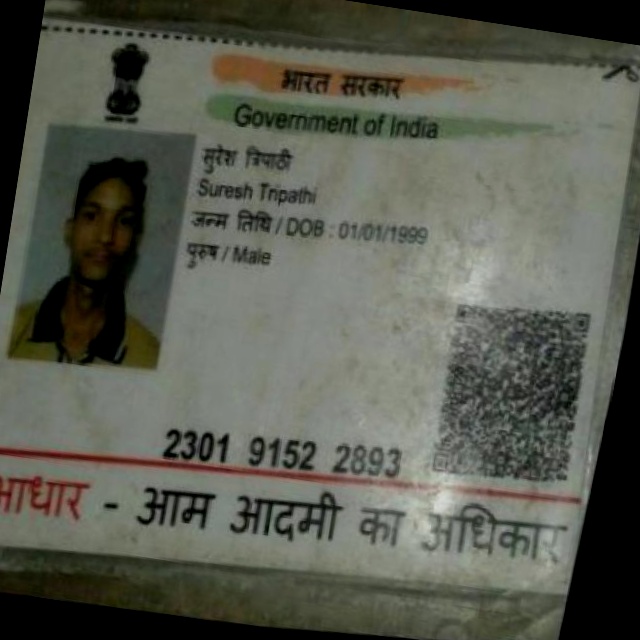 भारत सरकार
Government of India
सुरेश त्रिपाठी
Suresh Tripathi
जन्म तिथि / DOB : 01/01/1999
पुरुष / Male
2301 9152 2893
आधार - आम आदमी का अधिकार